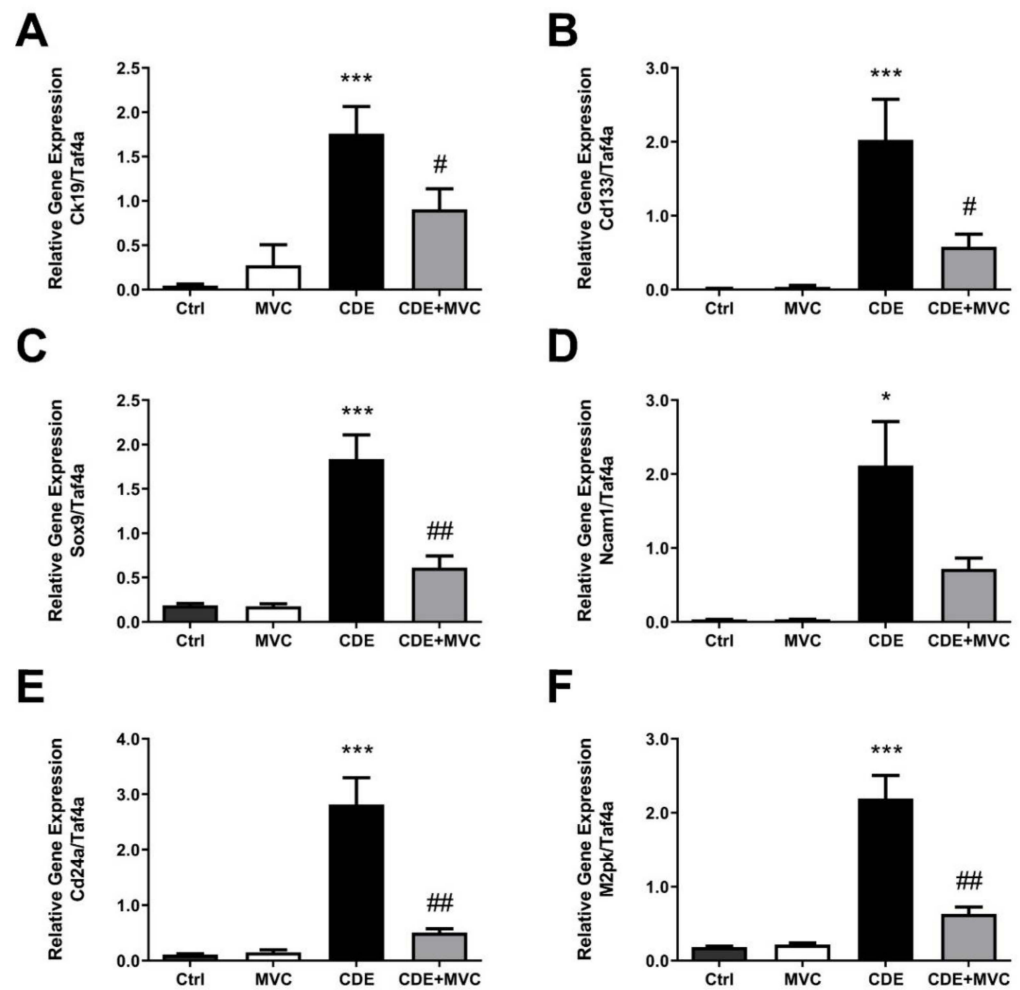 A
Relative Gene Expression
Ck19/Taf4a
2.5
2.0
1.5
1.0
0.5
0.0
***
#
Ctrl MVC CDE CDE+MVC
B
Relative Gene Expression
Cd133/Taf4a
3.0
2.0
1.0
0.0
***
#
Ctrl MVC CDE CDE+MVC
C
Relative Gene Expression
Sox9/Taf4a
2.5
2.0
1.5
1.0
0.5
0.0
***
##
Ctrl MVC CDE CDE+MVC
D
Relative Gene Expression
Ncam1/Taf4a
3.0
2.0
1.0
0.0
*
Ctrl MVC CDE CDE+MVC
E
Relative Gene Expression
Cd24a/Taf4a
4.0
3.0
2.0
1.0
0.0
***
##
Ctrl MVC CDE CDE+MVC
F
Relative Gene Expression
M2pk/Taf4a
3.0
2.0
1.0
0.0
***
##
Ctrl MVC CDE CDE+MVC